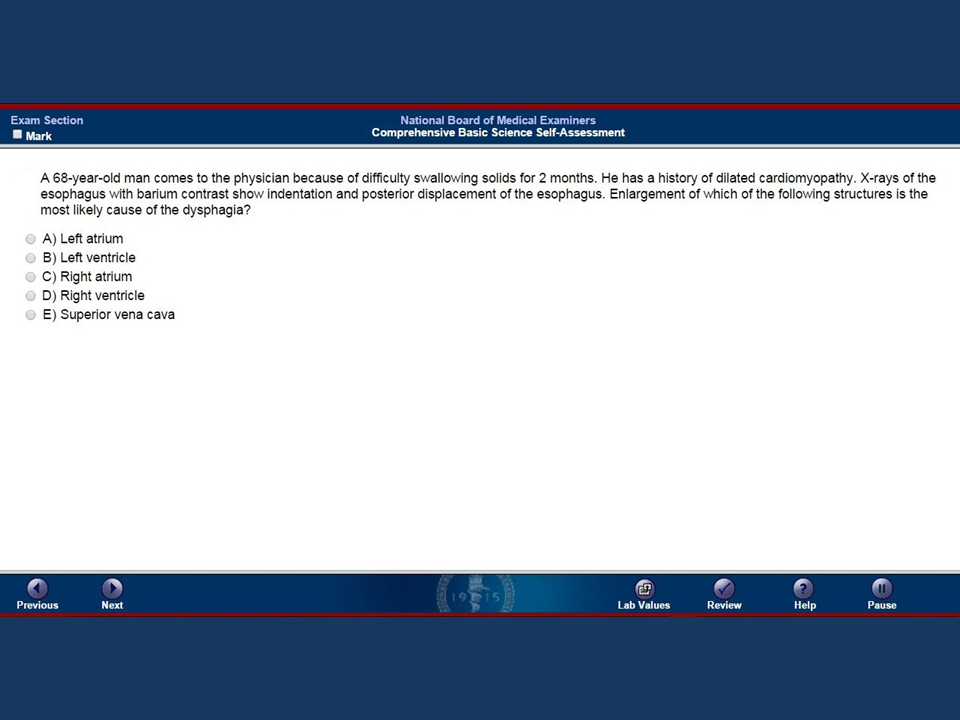 Exam Section
Mark
National Board of Medical Examiners
Comprehensive Basic Science Self-Assessment
A 68-year-old man comes to the physician because of difficulty swallowing solids for 2 months. He has a history of dilated cardiomyopathy. X-rays of the
esophagus with barium contrast show indentation and posterior displacement of the esophagus. Enlargement of which of the following structures is the
most likely cause of the dysphagia?
A) Left atrium
B) Left ventricle
C) Right atrium
D) Right ventricle
E) Superior vena cava
Previous
Next
19 15
Lab Values
Review
?
Help
Pause